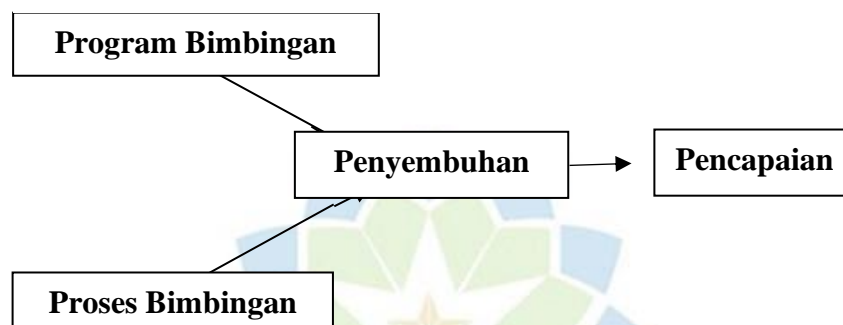 Program Bimbingan
Penyembuhan
Pencapaian
Proses Bimbingan